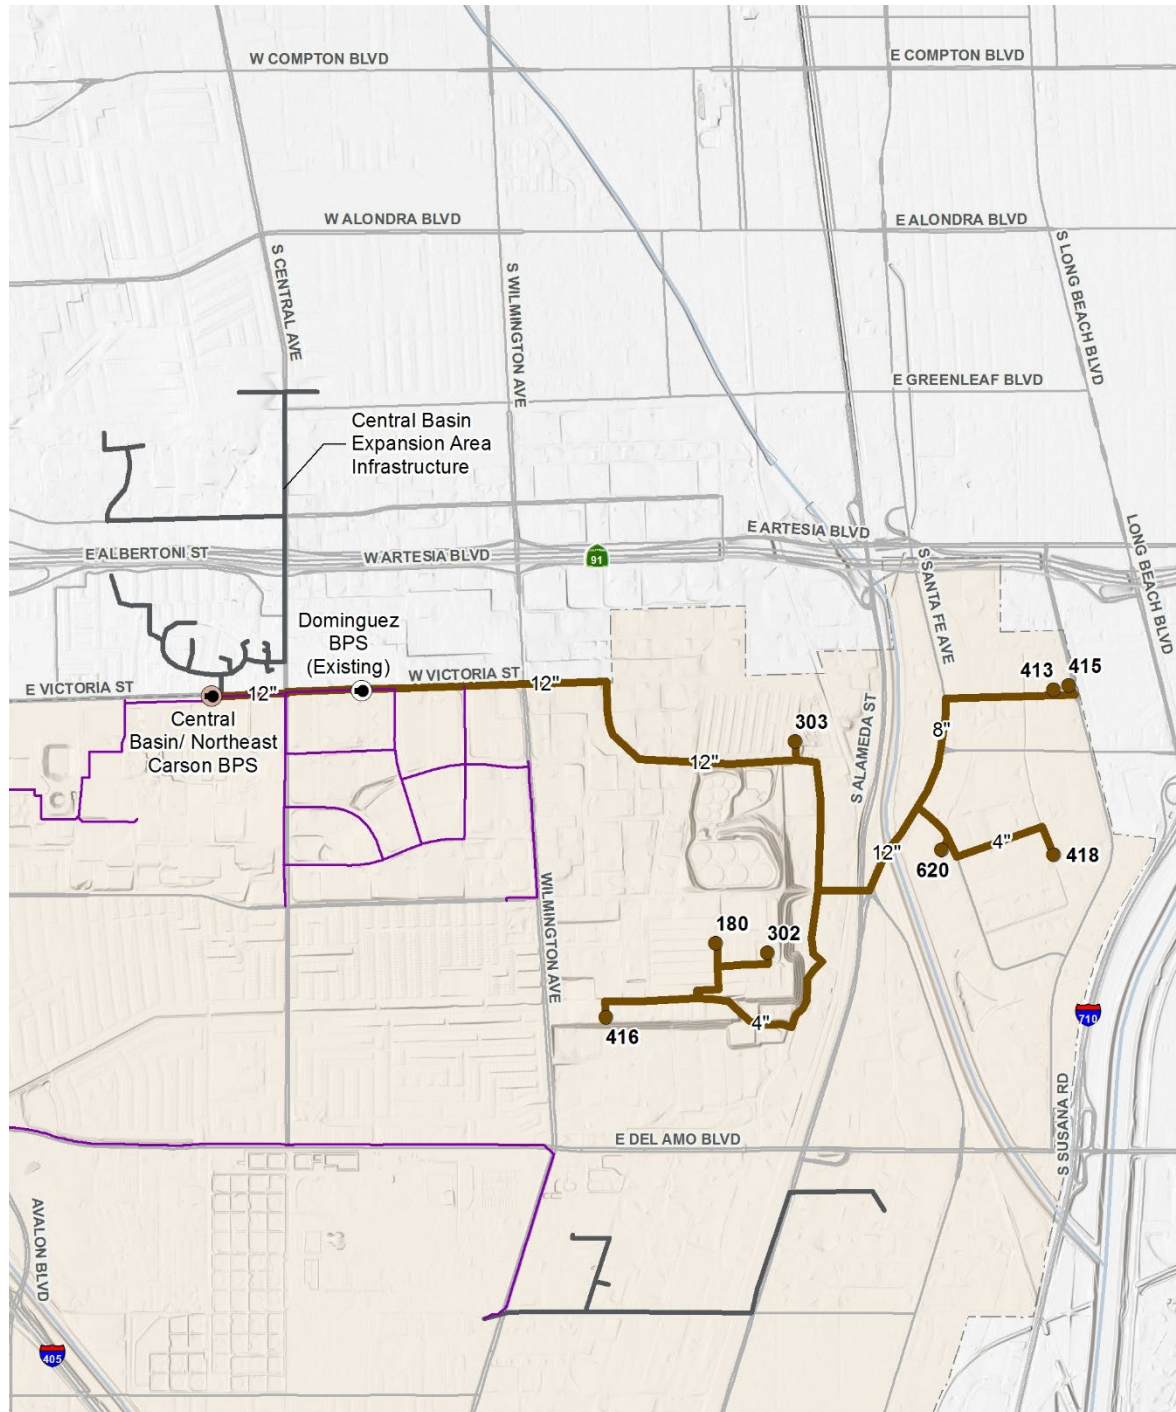 W COMPTON BLVD
E COMPTON BLVD
W ALONDRA BLVD
E ALONDRA BLVD
S CENTRAL AVE
S WILMINGTON AVE
S LONG BEACH BLVD
E GREENLEAF BLVD
Central Basin
Expansion Area
Infrastructure
E ARTESIA BLVD
E ALBERTONI ST
W ARTESIA BLVD
91
S SANTA FE AVE
LONG BEACH BLVD
Dominguez
BPS
(Existing)
W VICTORIA ST
E VICTORIA ST
12"
12"
413
415
Central
Basin/ Northeast
Carson BPS
303
8"
S ALAMEDA ST
12"
12"
4"
620
418
WILMINGTON AVE
180
302
416
4"
710
S SUSANA RD
E DEL AMO BLVD
AVALON BLVD
405